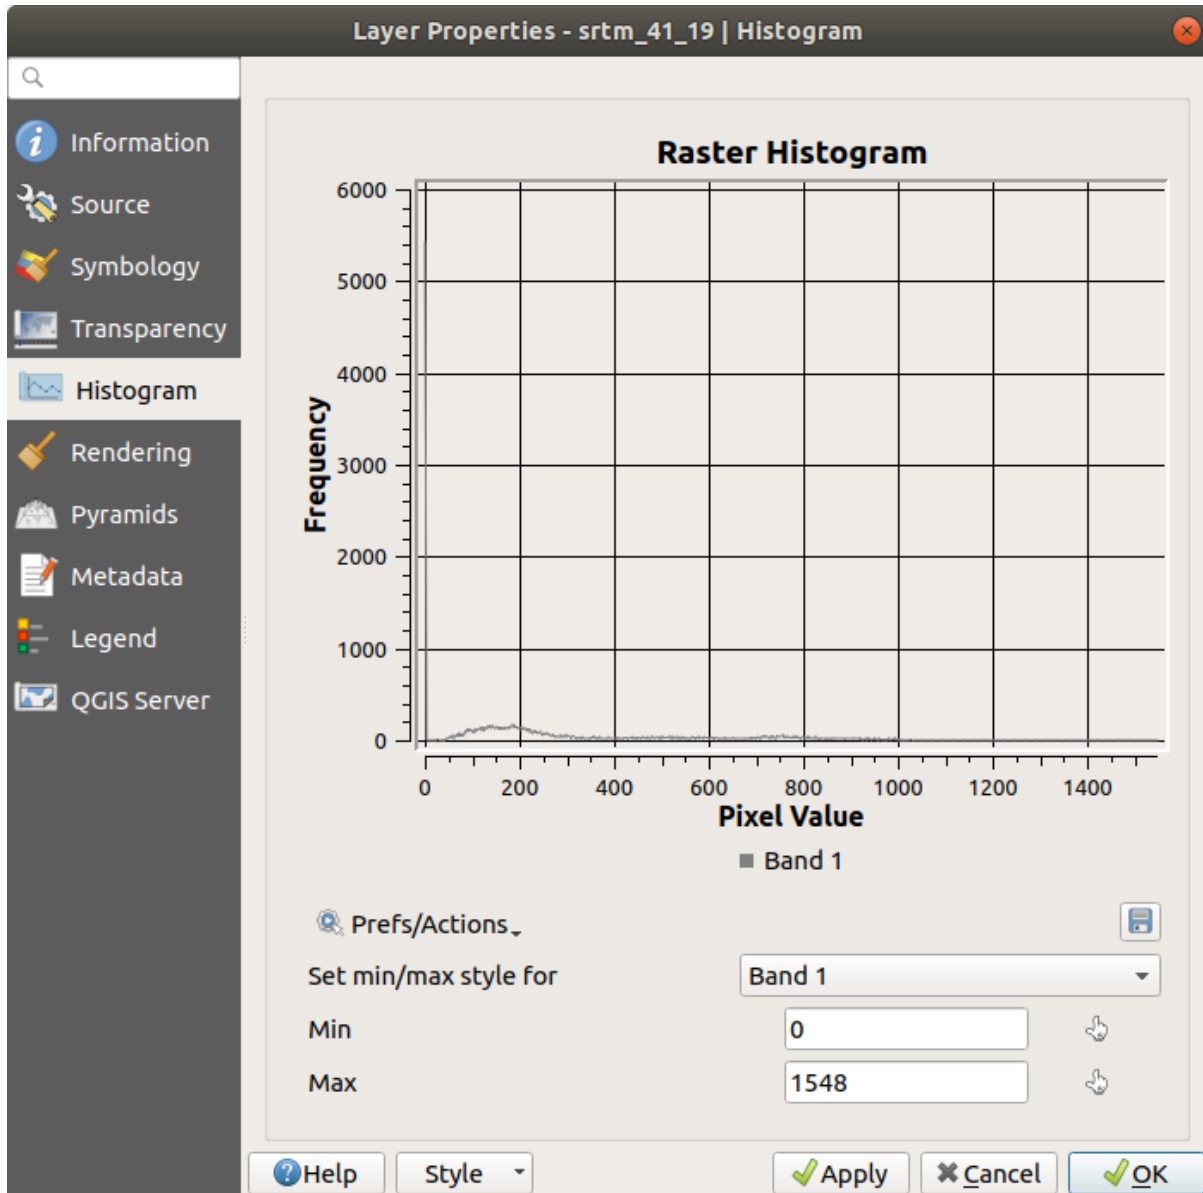 Layer Properties - srtm_41_19 | Histogram
Information
Source
Symbology
Transparency
Histogram
Rendering
Pyramids
Metadata
Legend
QGIS Server
Raster Histogram
6000
5000
4000
3000
2000
1000
0
Frequency
0 200 400 600 800 1000 1200 1400
Pixel Value
Band 1
Prefs/Actions
Set min/max style for Band 1
Min 0
Max 1548
Help Style Apply Cancel OK